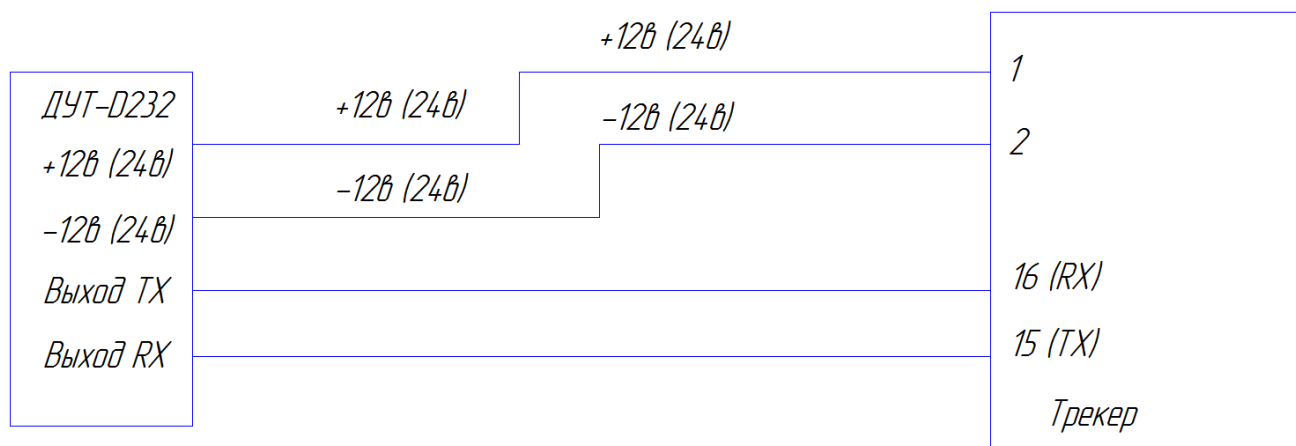 +12в (24в)
1
ДУТ-D232
+12в (24в)
-12в (24в)
2
+12в (24в)
-12в (24в)
-12в (24в)
Выход TX
16 (RX)
Выход RX
15 (TX)
Трекер